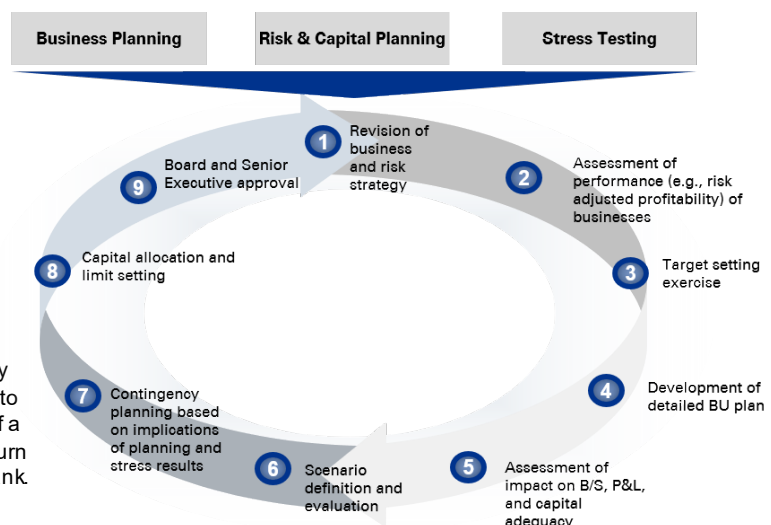 Business Planning
Risk & Capital Planning
Stress Testing
1
Revision of
business
and risk
strategy
2
Assessment of
performance (e.g., risk
adjusted profitability) of
businesses
3
Target setting
exercise
4
Development of
detailed BU plan
5
Assessment of
impact on B/S, P&L,
and capital
adequacy
6
Scenario
definition and
evaluation
7
Contingency
planning based
on implications
of planning and
stress results
8
Capital allocation and
limit setting
9
Board and Senior
Executive approval
y
to
f a
urn
nk.